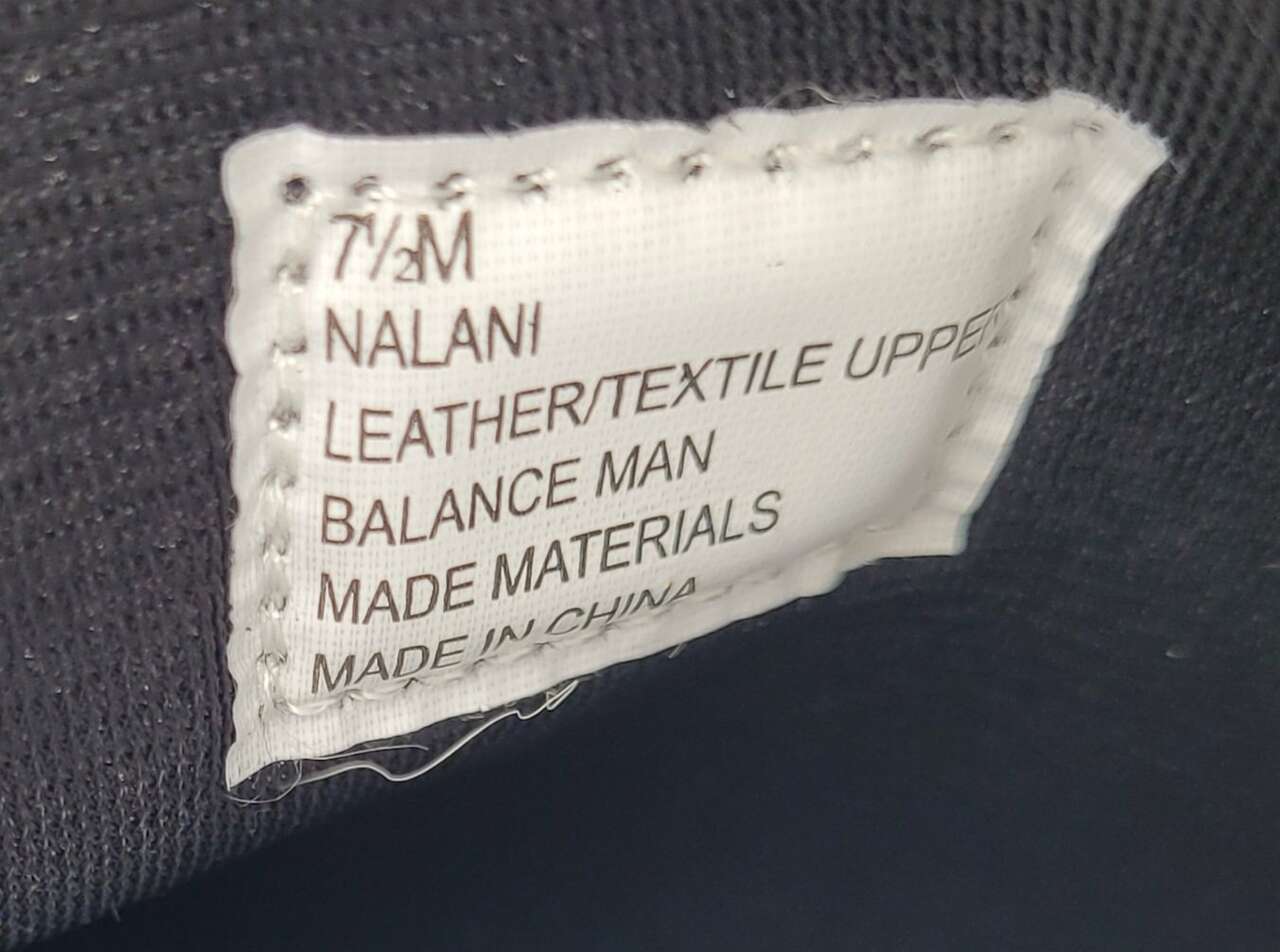 7½M
NALANI
LEATHER/TEXTILE UPPER
BALANCE MAN
MADE MATERIALS
MADE IN CHINA